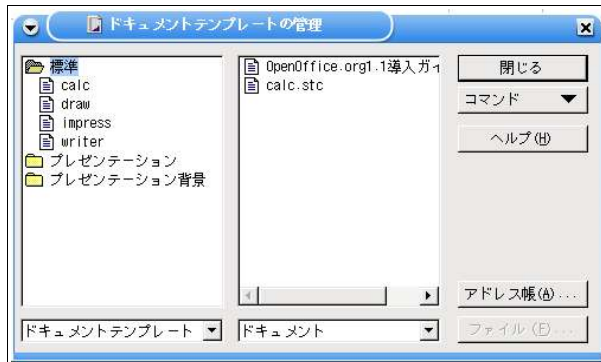 ドキュメントテンプレートの管理
標準
calc
draw
impress
writer
プレゼンテーション
プレゼンテーション背景
OpenOffice.org1.1導入ガイ
calc.stc
閉じる
コマンド
ヘルプ(H)
アドレス帳(A)...
ドキュメントテンプレート
ドキュメント
ファイル(F)...